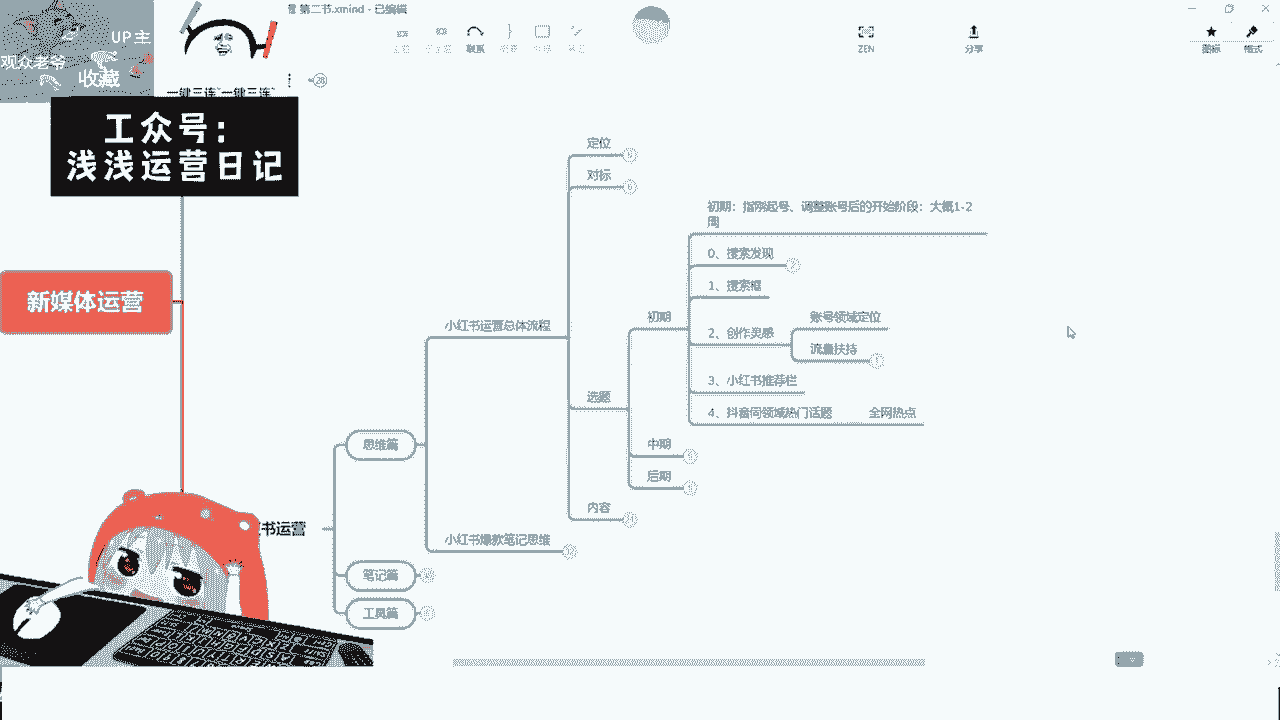 第二节.xmind - 已编辑
UP主
观众老爷
收藏
一键三连 一键三连
联系
ZEN
分享
图标
格式
28
工众号：
浅浅运营日记
新媒体运营
书运营
思维篇
笔记篇
工具篇
小红书运营总体流程
小红书爆款笔记思维
定位
对标
选题
内容
初期
中期
后期
初期：指刚起号、调整账号后的开始阶段：大概1-2
周
0、搜索发现
1、搜索框
2、创作灵感
账号领域定位
流量扶持
3、小红书推荐栏
4、抖音同领域热门话题 全网热点